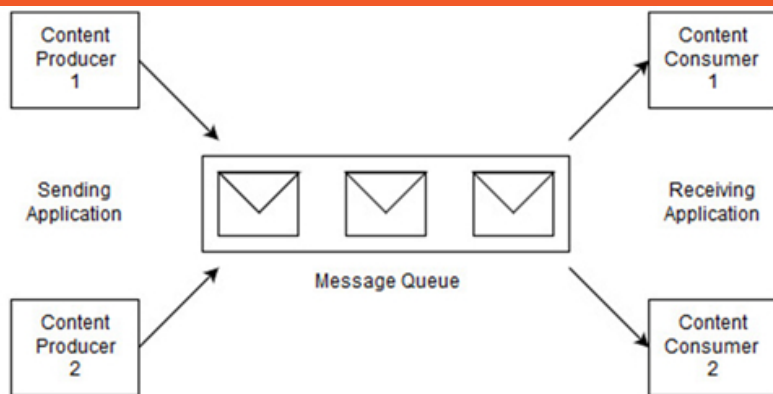 Content
Producer
1
Content
Consumer
1
Sending
Application
Receiving
Application
Message Queue
Content
Producer
2
Content
Consumer
2